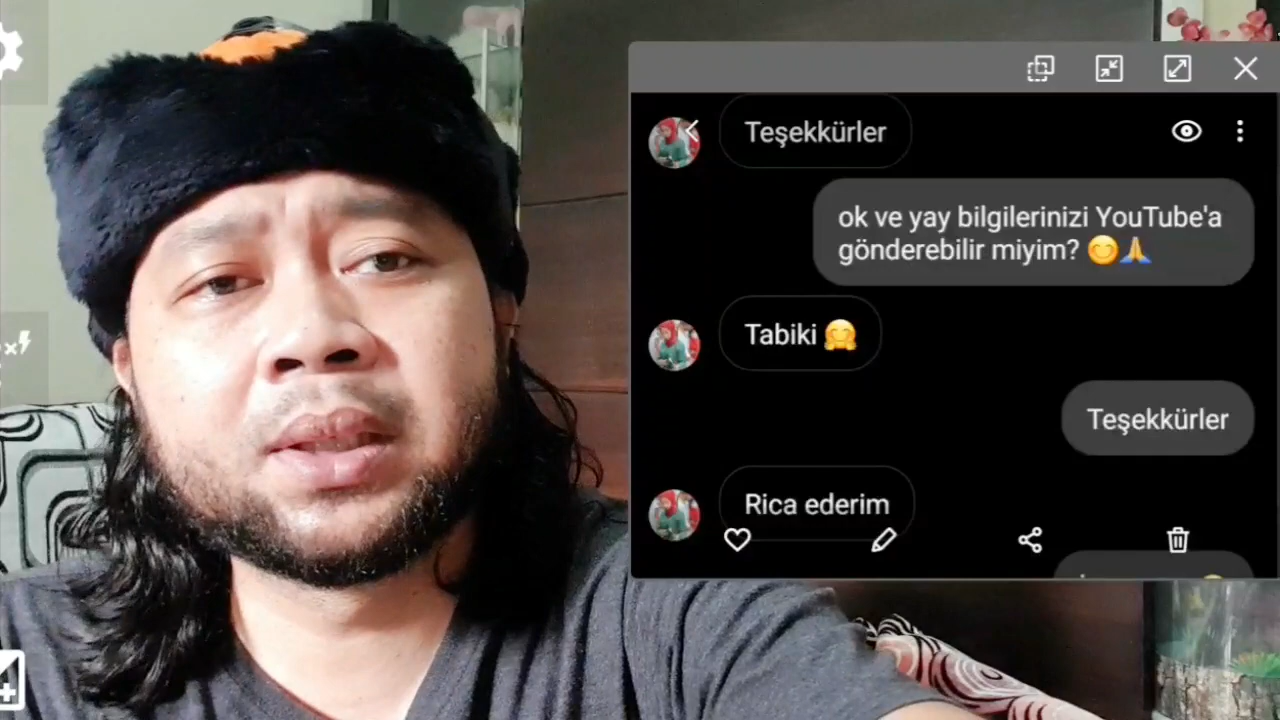 Teşekkürler
ok ve yay bilgilerinizi YouTube'a
gönderebilir miyim? 😊🙏
Tabiki 🤗
Teşekkürler
Rica ederim